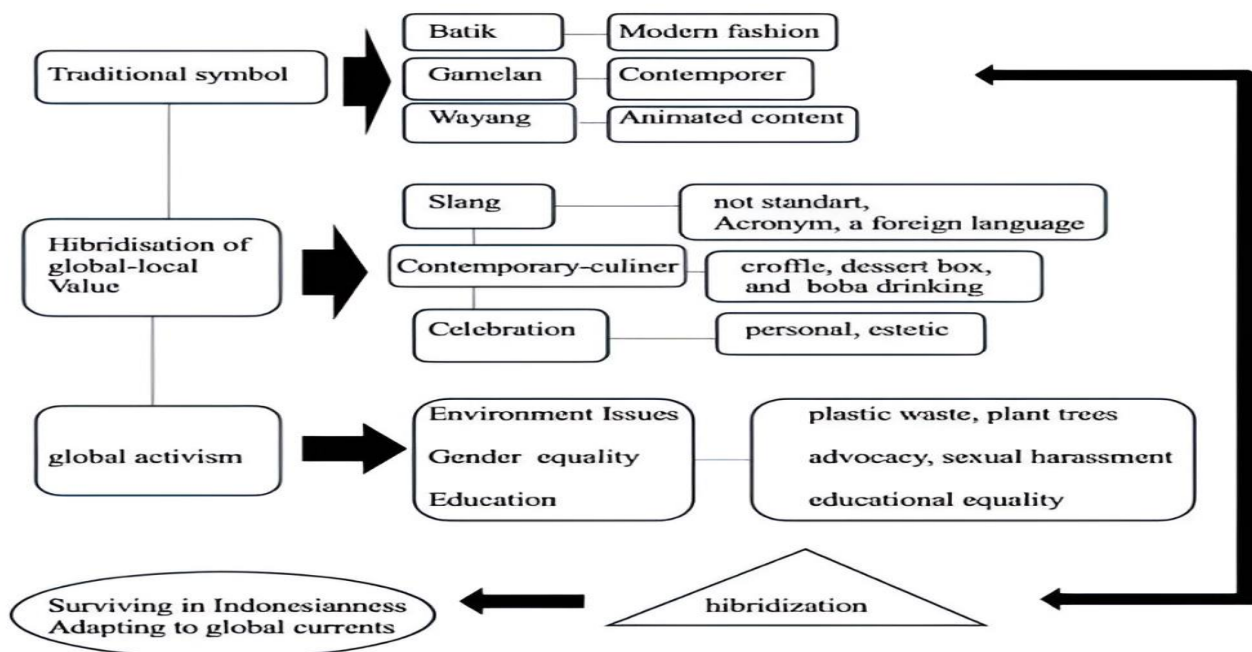 Traditional symbol
Batik
Modern fashion
Gamelan
Contemporer
Wayang
Animated content
Hibridisation of
global-local
Value
Slang
not standart,
Acronym, a foreign language
Contemporary-culiner
croffle, dessert box,
and boba drinking
Celebration
personal, estetic
global activism
Environment Issues
Gender equality
Education
plastic waste, plant trees
advocacy, sexual harassment
educational equality
hibridization
Surviving in Indonesianness
Adapting to global currents